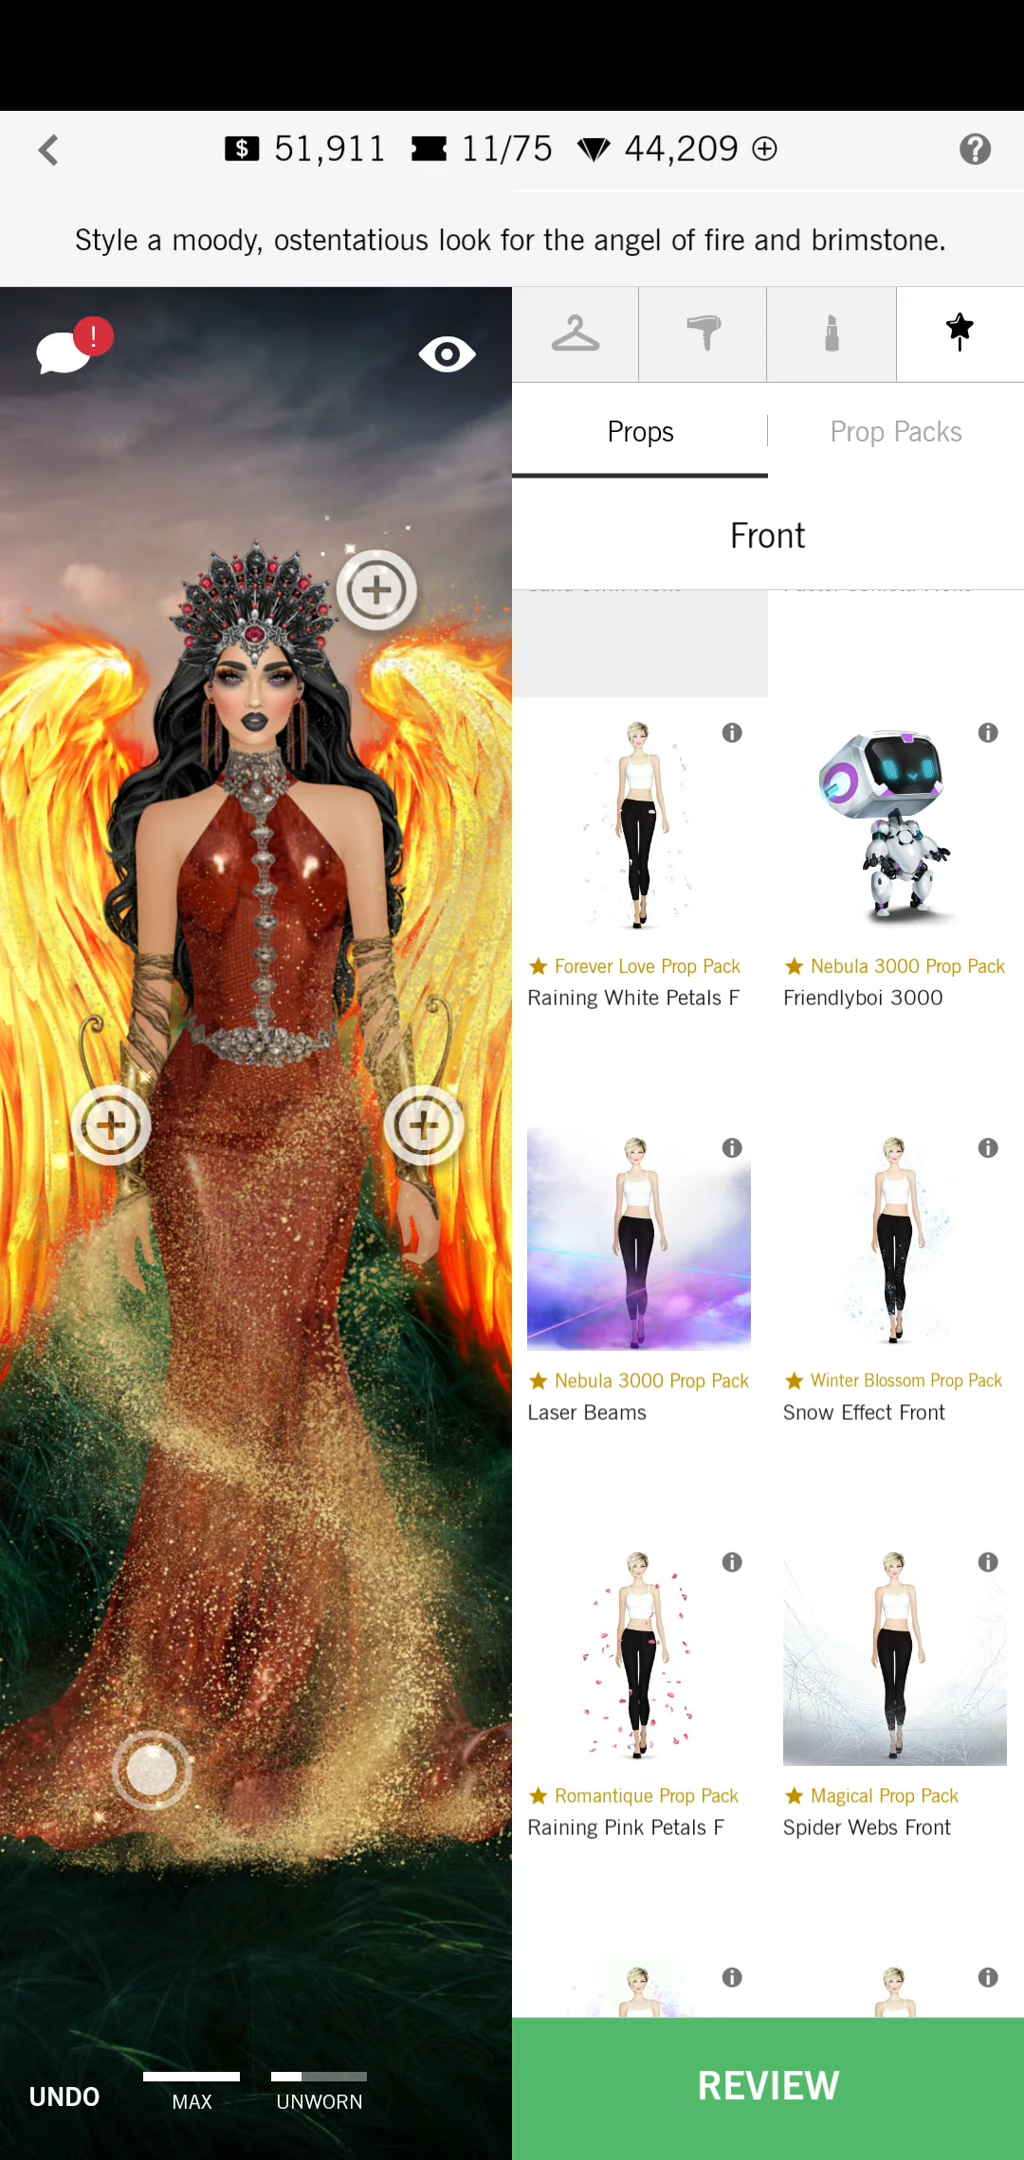 $ 51,911 11/75 44,209
Style a moody, ostentatious look for the angel of fire and brimstone.
Props
Prop Packs
Front
Forever Love Prop Pack
Raining White Petals F
Nebula 3000 Prop Pack
Friendlyboi 3000
Nebula 3000 Prop Pack
Laser Beams
Winter Blossom Prop Pack
Snow Effect Front
Romantique Prop Pack
Raining Pink Petals F
Magical Prop Pack
Spider Webs Front
UNDO
MAX
UNWORN
REVIEW